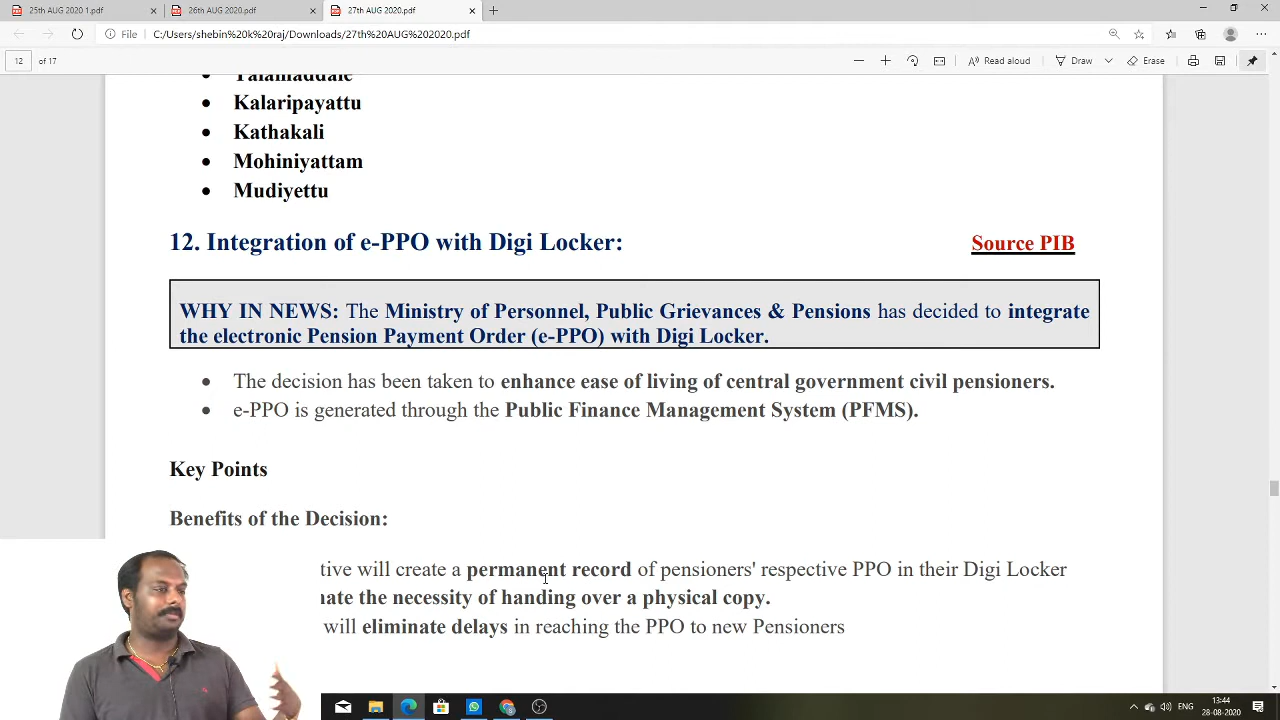 25th AUG 2020 1.pdf
26th AUG 2020.pdf
27th AUG 2020.pdf
File C:/Users/shebin%20k%20raj/Downloads/27th%20AUG%202020.pdf
12 of 17
Read aloud Draw Erase
Talamaddale
Kalaripayattu
Kathakali
Mohiniyattam
Mudiyettu
12. Integration of e-PPO with Digi Locker: Source PIB
WHY IN NEWS: The Ministry of Personnel, Public Grievances & Pensions has decided to integrate
the electronic Pension Payment Order (e-PPO) with Digi Locker.
The decision has been taken to enhance ease of living of central government civil pensioners.
e-PPO is generated through the Public Finance Management System (PFMS).
Key Points
Benefits of the Decision:
tive will create a permanent record of pensioners' respective PPO in their Digi Locker
nate the necessity of handing over a physical copy.
will eliminate delays in reaching the PPO to new Pensioners
ENG
13:44
28-08-2020